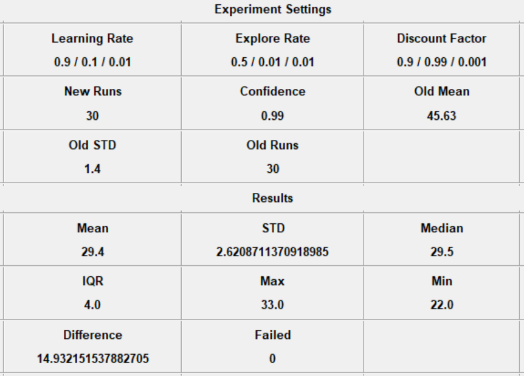 Experiment Settings
Learning Rate
Explore Rate
Discount Factor
0.9 / 0.1 / 0.01
0.5 / 0.01 / 0.01
0.9 / 0.99 / 0.001
New Runs
Confidence
Old Mean
30
0.99
45.63
Old STD
Old Runs
1.4
30
Results
Mean
STD
Median
29.4
2.6208711370918985
29.5
IQR
Max
Min
4.0
33.0
22.0
Difference
Failed
14.932151537882705
0